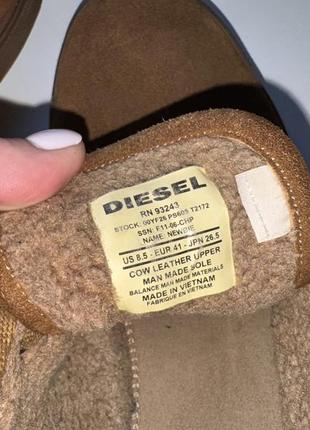 DIESEL
RN 93243
STOCK: 00YF26 PS605 T2172
SSN: F11-06-CHP
NAME: NEWBIE
US 8.5 - EUR 41 - JPN 26.5
COW LEATHER UPPER
MAN MADE SOLE
BALANCE MAN MADE MATERIALS
MADE IN VIETNAM
FABRIQUE EN VIETNAM